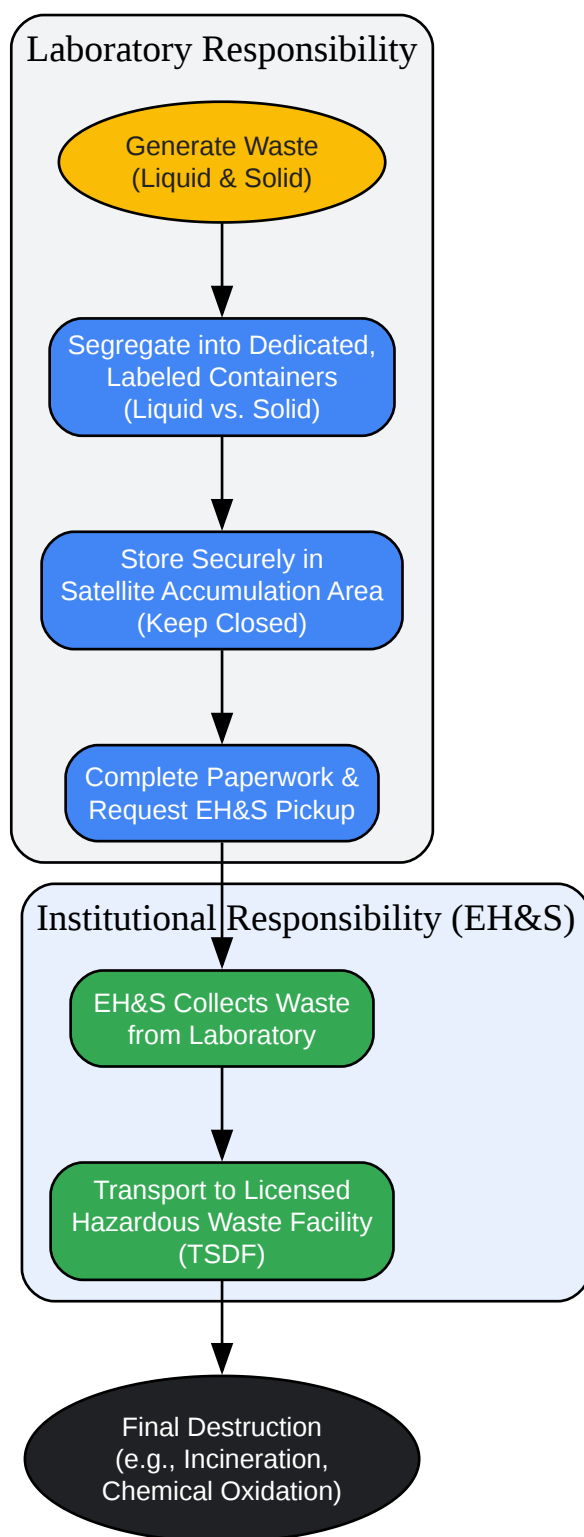 Laboratory Responsibility
Generate Waste
(Liquid & Solid)
Segregate into Dedicated,
Labeled Containers
(Liquid vs. Solid)
Store Securely in
Satellite Accumulation Area
(Keep Closed)
Complete Paperwork &
Request EH&S Pickup
Institutional Responsibility (EH&S)
EH&S Collects Waste
from Laboratory
Transport to Licensed
Hazardous Waste Facility
(TSDF)
Final Destruction
(e.g., Incineration,
Chemical Oxidation)